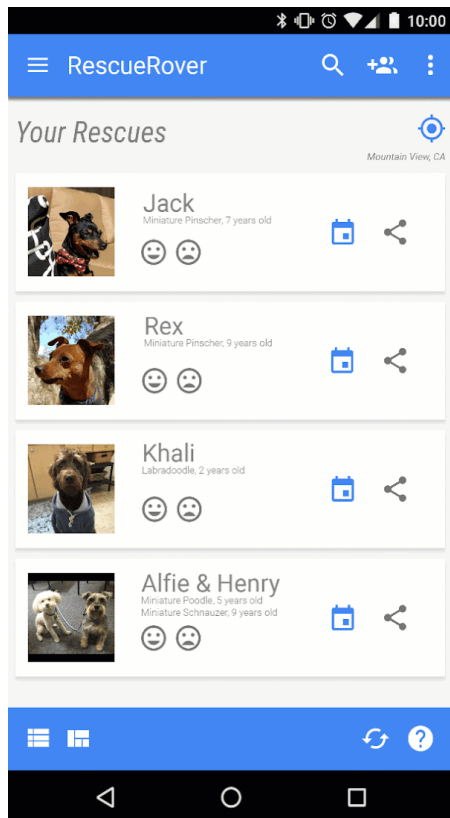 10:00
RescueRover
Your Rescues
Mountain View, CA
Jack
Miniature Pinscher, 7 years old
Rex
Miniature Pinscher, 9 years old
Khali
Labradoodle, 2 years old
Alfie & Henry
Miniature Poodle, 5 years old
Miniature Schnauzer, 9 years old